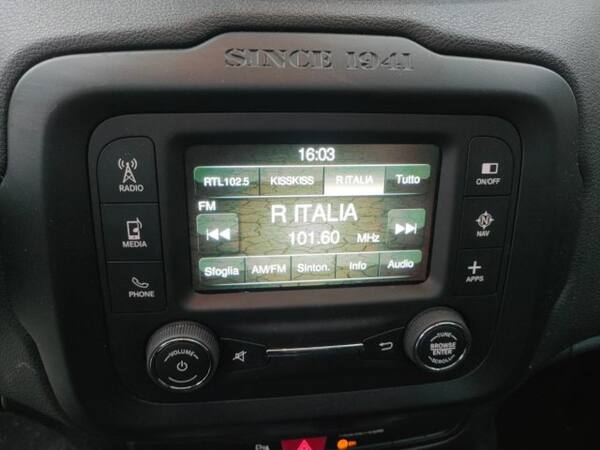 SINCE 1941
16:03
RTL102.5 KISSKISS R ITALIA Tutto
FM
R ITALIA
101.60 MHz
Sfoglia AM/FM Sinton. Info Audio
RADIO
MEDIA
PHONE
ON/OFF
NAV
APPS
VOLUME
TUNE
BROWSE
ENTER
SCROLL